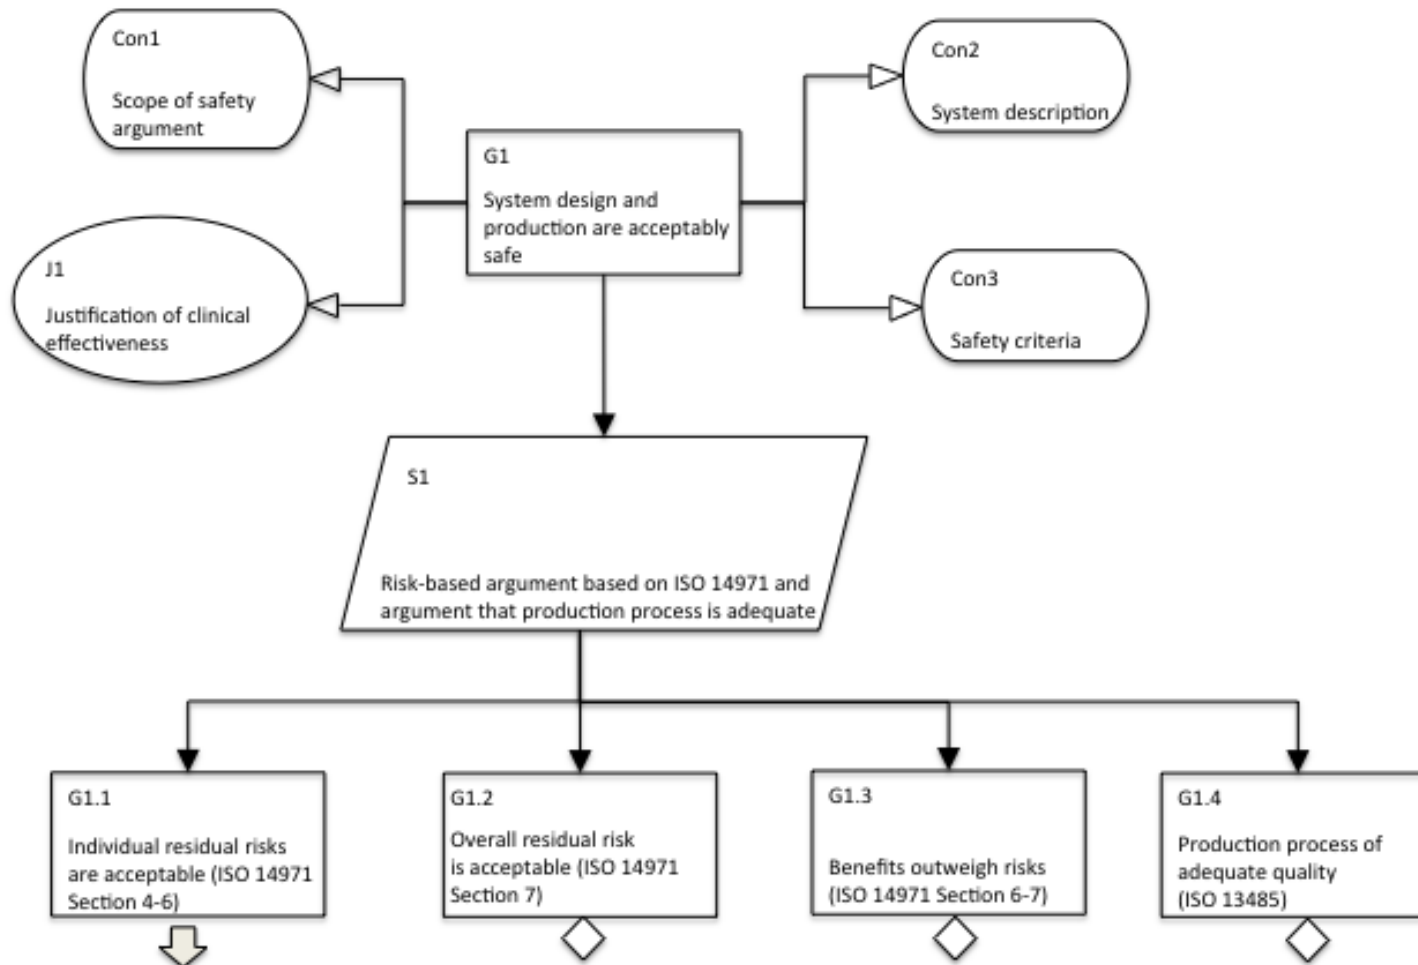 Con1
Scope of safety
argument
Con2
System description
G1
System design and
production are acceptably
safe
J1
Justification of clinical
effectiveness
Con3
Safety criteria
S1
Risk-based argument based on ISO 14971 and
argument that production process is adequate
G1.1
Individual residual risks
are acceptable (ISO 14971
Section 4-6)
G1.2
Overall residual risk
is acceptable (ISO 14971
Section 7)
G1.3
Benefits outweigh risks
(ISO 14971 Section 6-7)
G1.4
Production process of
adequate quality
(ISO 13485)